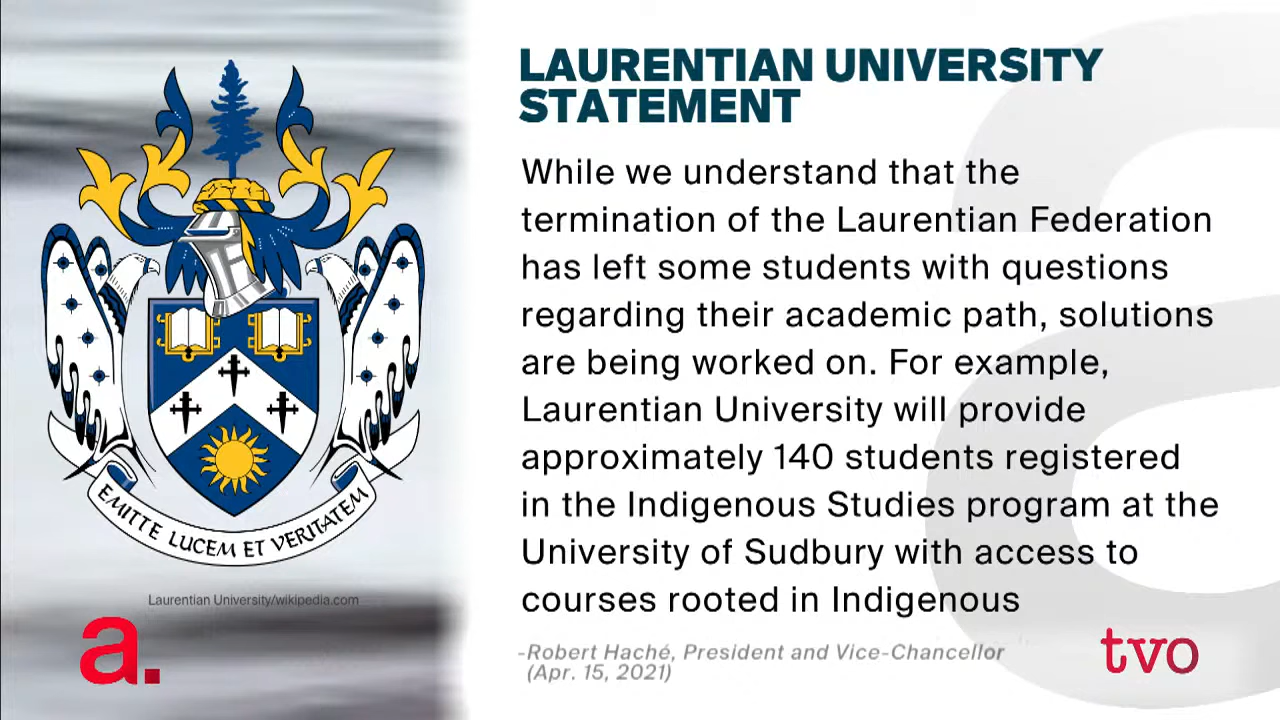 LAURENTIAN UNIVERSITY
STATEMENT
While we understand that the
termination of the Laurentian Federation
has left some students with questions
regarding their academic path, solutions
are being worked on. For example,
Laurentian University will provide
approximately 140 students registered
in the Indigenous Studies program at the
University of Sudbury with access to
courses rooted in Indigenous
-Robert Haché, President and Vice-Chancellor
(Apr. 15, 2021)
EMITTE LUCEM ET VERITATEM
Laurentian University/wikipedia.com
a.
tvo